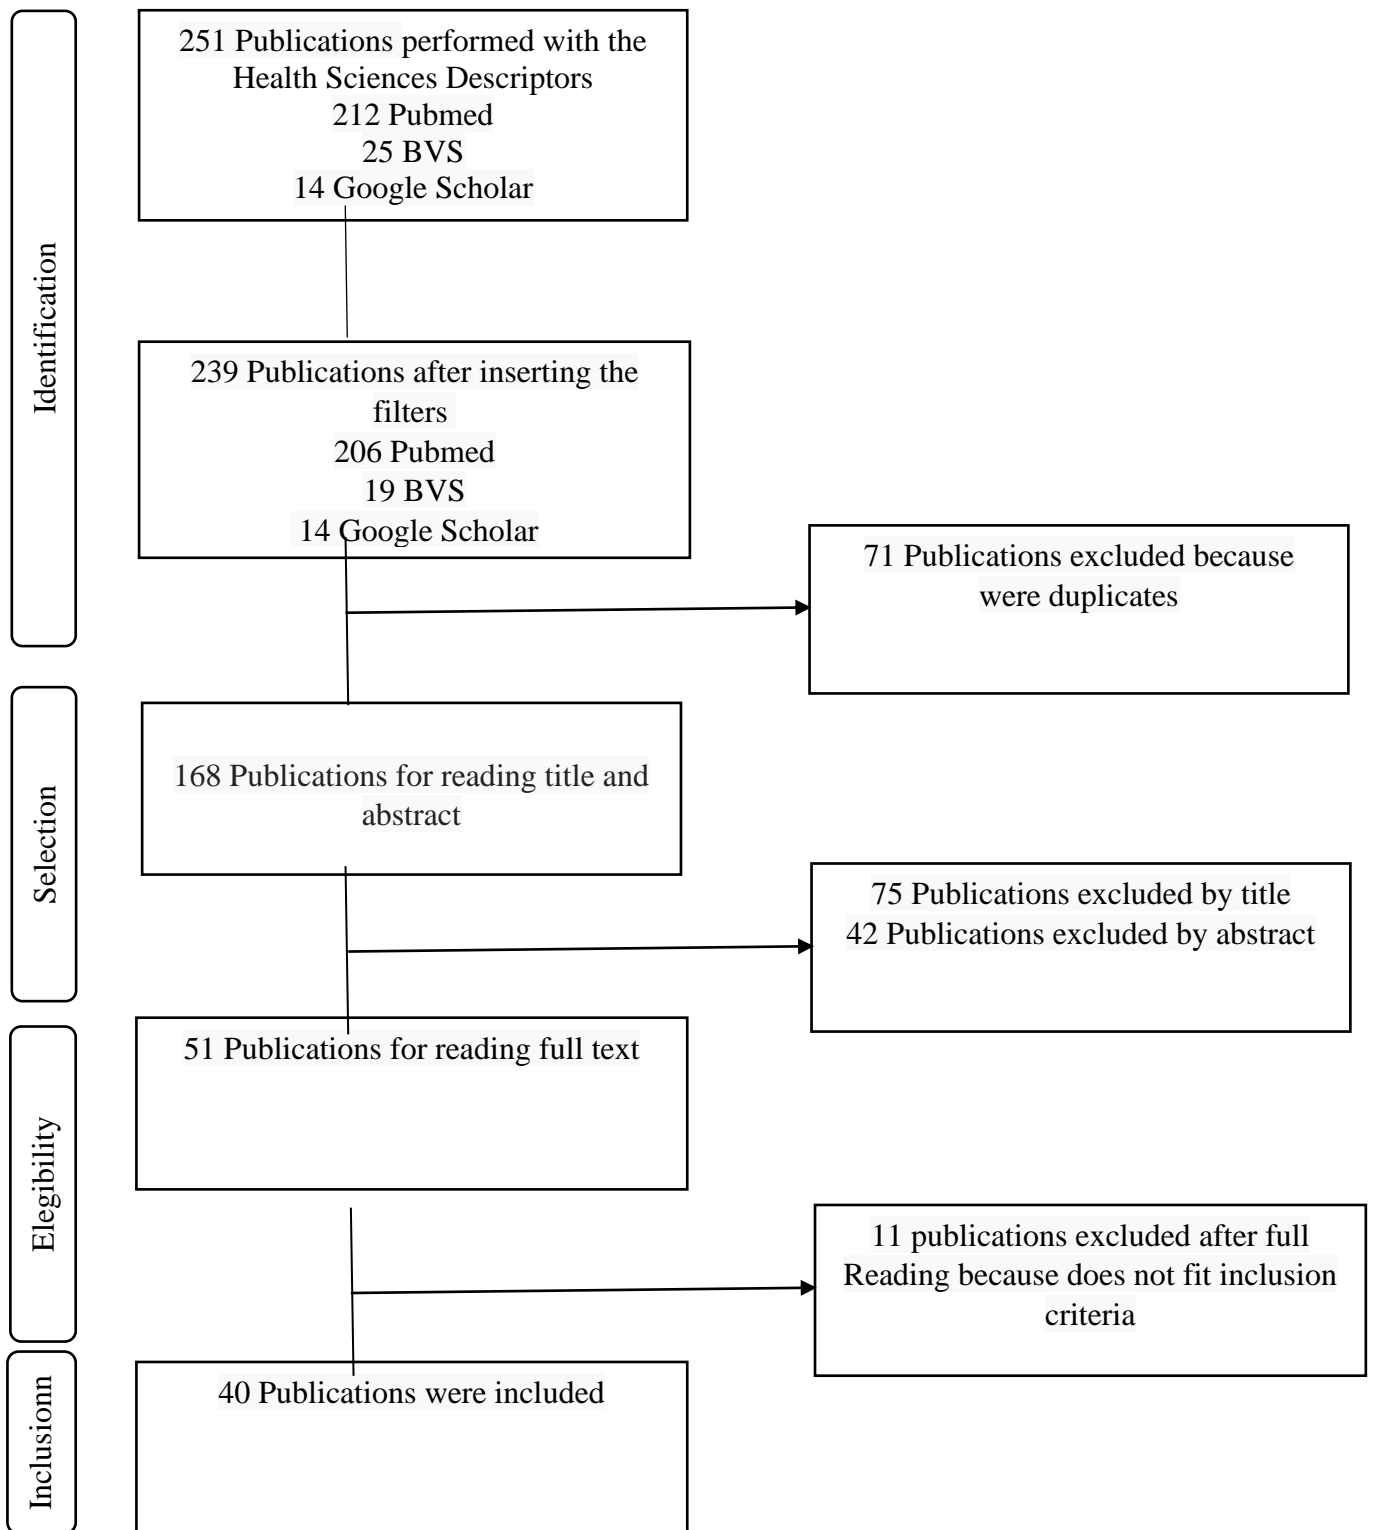 Identification
251 Publications performed with the
Health Sciences Descriptors
212 Pubmed
25 BVS
14 Google Scholar
239 Publications after inserting the
filters
206 Pubmed
19 BVS
14 Google Scholar
71 Publications excluded because
were duplicates
Selection
168 Publications for reading title and
abstract
75 Publications excluded by title
42 Publications excluded by abstract
Elegibility
51 Publications for reading full text
11 publications excluded after full
Reading because does not fit inclusion
criteria
Inclusionn
40 Publications were included